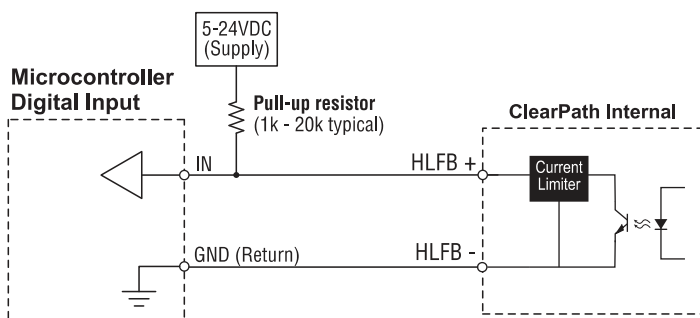 5-24VDC
(Supply)
Microcontroller
Digital Input
Pull-up resistor
(1k - 20k typical)
ClearPath Internal
IN
HLFB +
Current
Limiter
GND (Return)
HLFB -